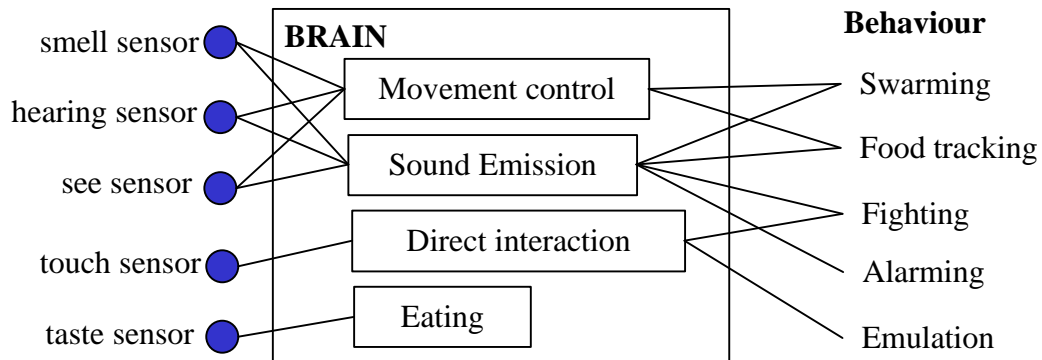 smell sensor
hearing sensor
see sensor
touch sensor
taste sensor
BRAIN
Movement control
Sound Emission
Direct interaction
Eating
Behaviour
Swarming
Food tracking
Fighting
Alarming
Emulation